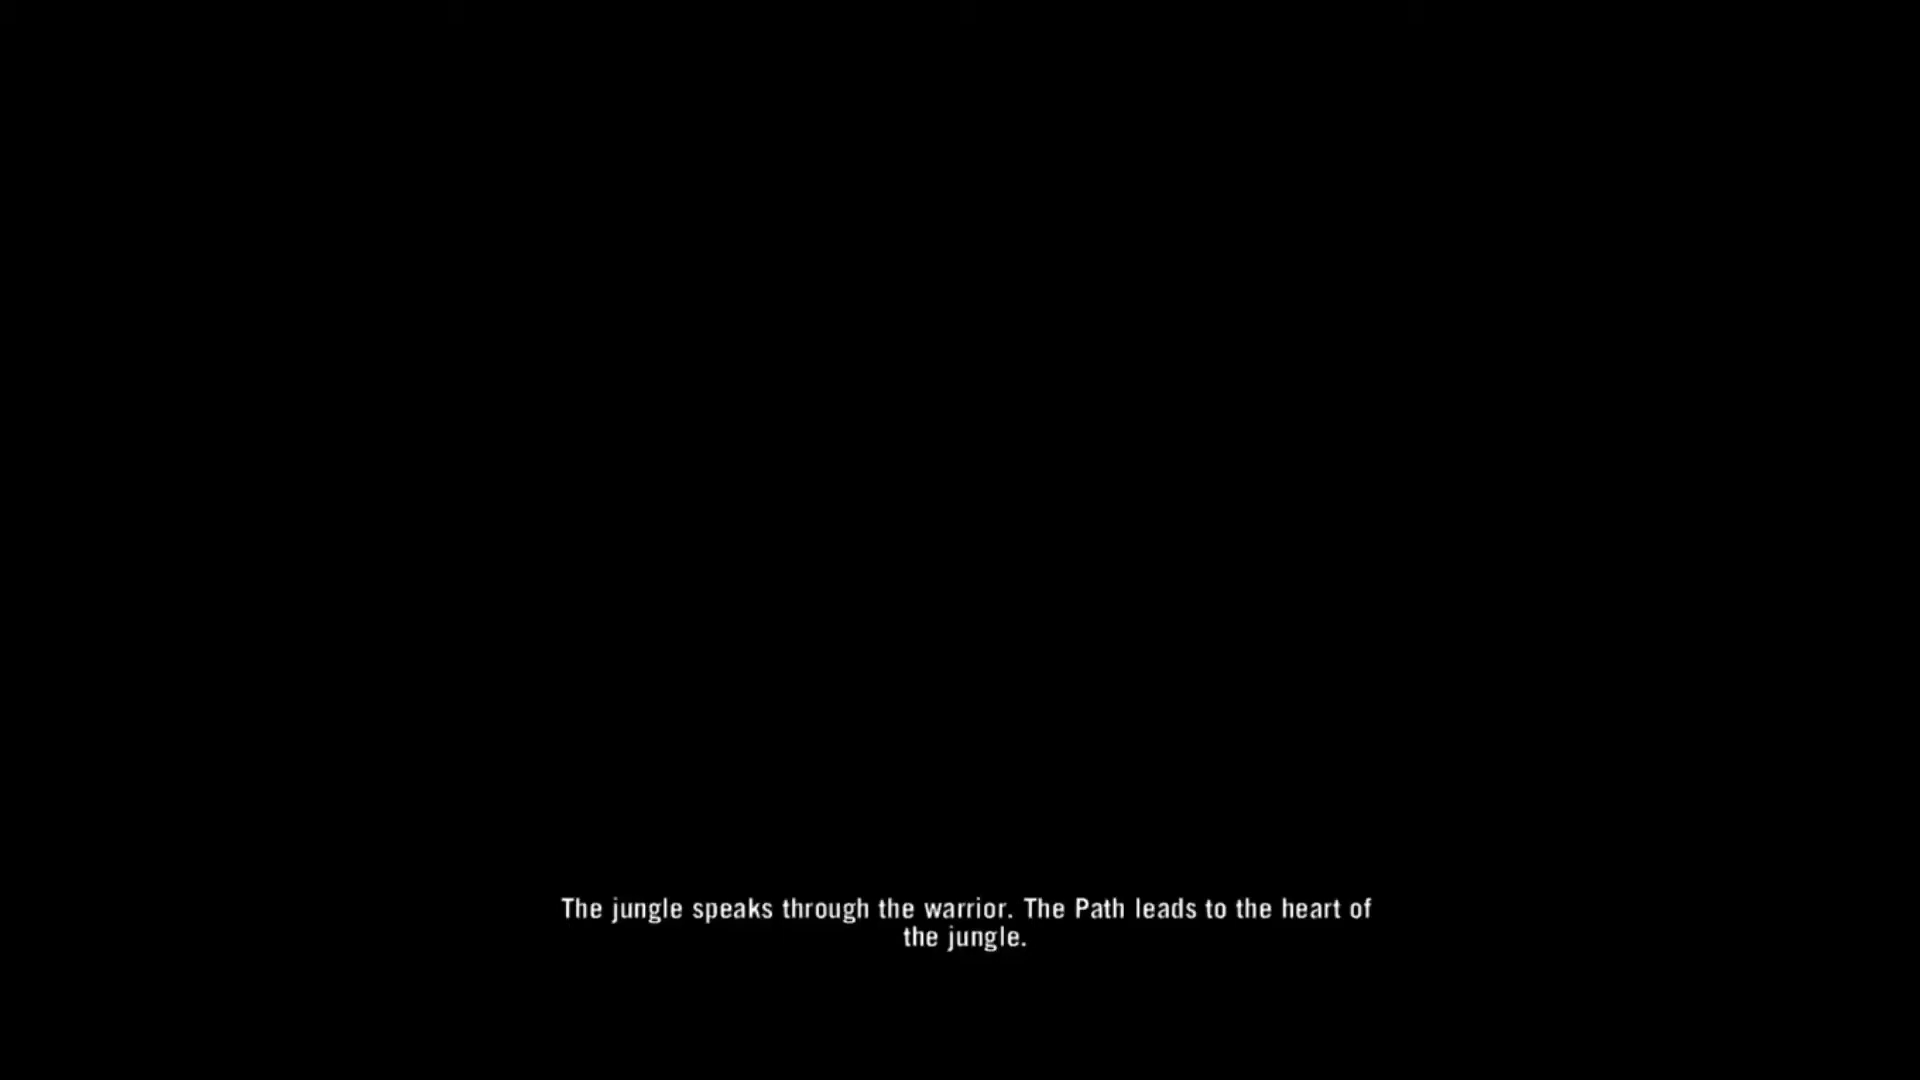 The jungle speaks through the warrior. The Path leads to the heart of
the jungle.